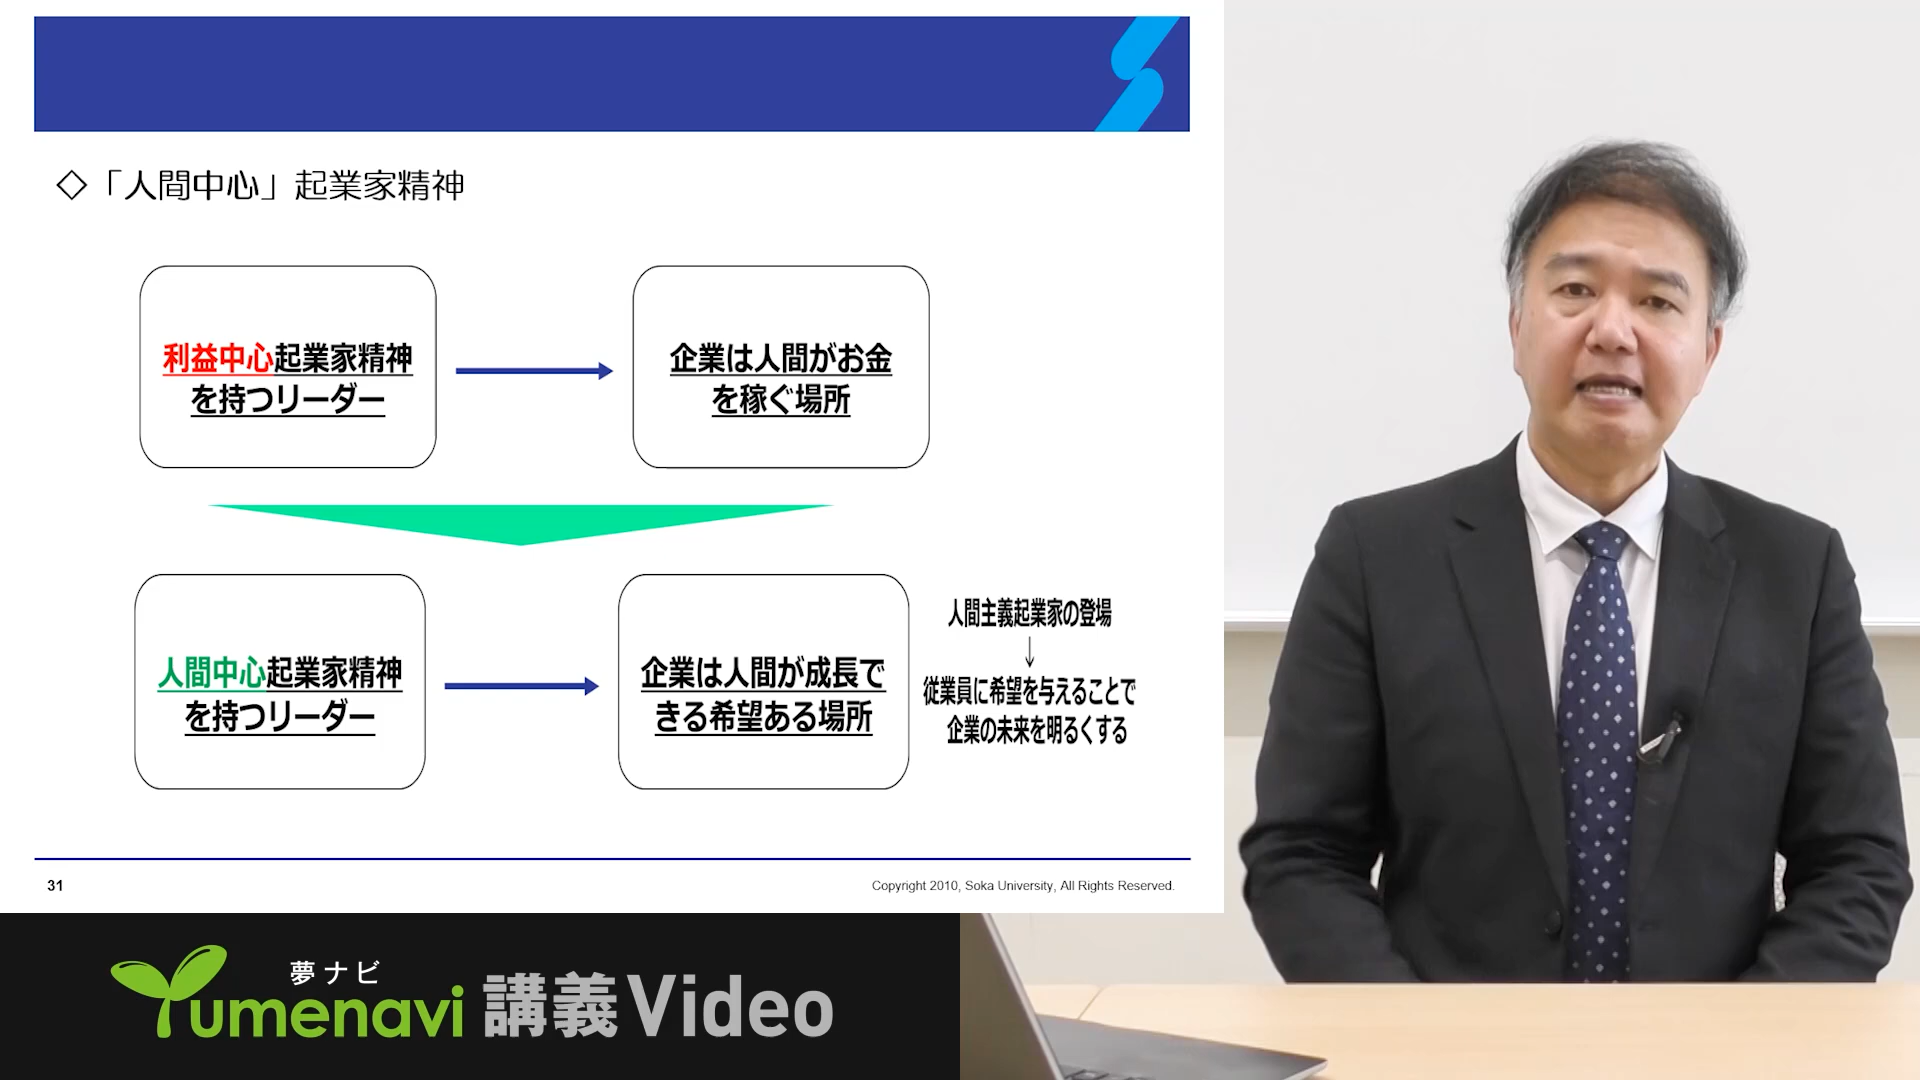 ◇「人間中心」起業家精神
利益中心起業家精神
を持つリーダー
企業は人間がお金
を稼ぐ場所
人間中心起業家精神
を持つリーダー
企業は人間が成長で
きる希望ある場所
人間主義起業家の登場
↓
従業員に希望を与えることで
企業の未来を明るくする
31
Copyright 2010, Soka University, All Rights Reserved.
夢ナビ
Yumenavi 講義Video